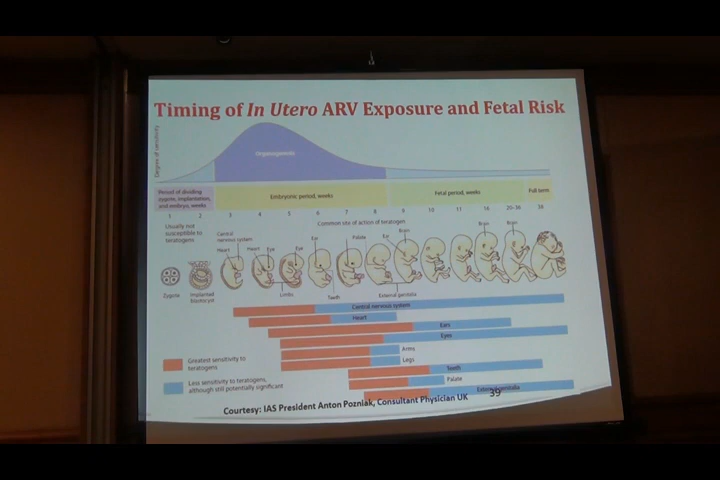 Timing of In Utero ARV Exposure and Fetal Risk
Degree of sensitivity
Organogenesis
Period of dividing
zygote, implantation,
and embryo, weeks
Embryonic period, weeks
Fetal period, weeks
Full term
1 2 3 4 5 6 7 8 9 16 20-36 38
Usually not
susceptible to
teratogens
Common site of action of teratogen
Central
nervous system
Heart
Heart
Eye
Eye
Ear
Palate
Ear
Brain
Brain
Brain
Zygote
Implanted
blastocyst
Limbs
Teeth
External genitalia
Central nervous system
Heart
Ears
Eyes
Arms
Legs
Teeth
Palate
External genitalia
Greatest sensitivity to
teratogens
Less sensitivity to teratogens,
although still potentially significant
39
Courtesy: IAS President Anton Pozniak, Consultant Physician UK